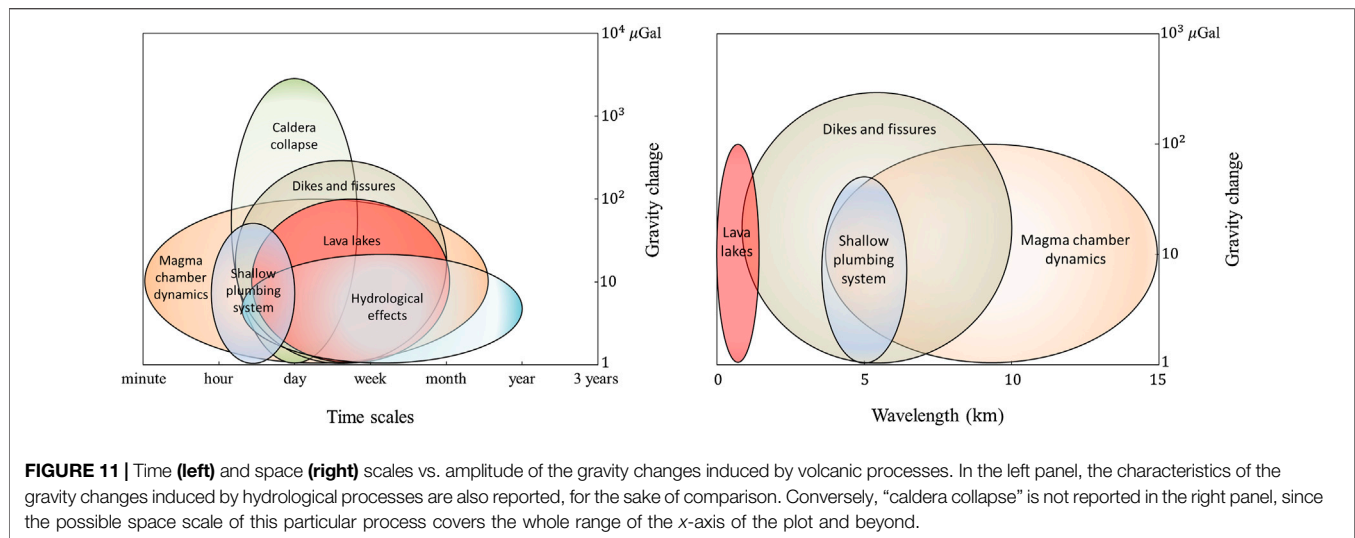 10⁴ μGal
10³
10²
10
1
Gravity change
Caldera
collapse
Dikes and fissures
Lava lakes
Magma
chamber
dynamics
Shallow
plumbing
system
Hydrological
effects
minute hour day week month year 3 years
Time scales
10³ μGal
10²
10
1
Gravity change
Dikes and fissures
Lava
lakes
Shallow
plumbing
system
Magma chamber
dynamics
0 5 10 15
Wavelength (km)
FIGURE 11 | Time (left) and space (right) scales vs. amplitude of the gravity changes induced by volcanic processes. In the left panel, the characteristics of the
gravity changes induced by hydrological processes are also reported, for the sake of comparison. Conversely, “caldera collapse” is not reported in the right panel, since
the possible space scale of this particular process covers the whole range of the x-axis of the plot and beyond.